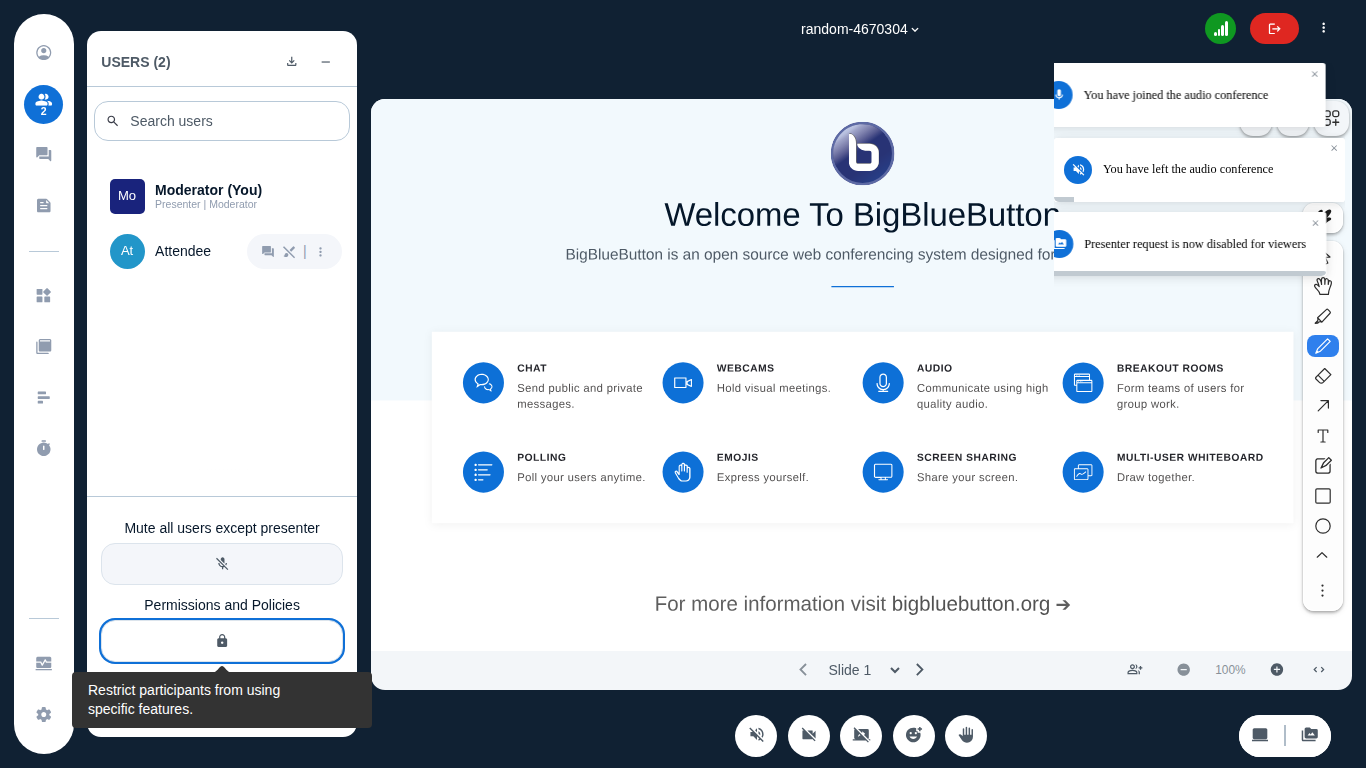 random-4670304
USERS (2)
2
Search users
Mo
Moderator (You)
Presenter | Moderator
At
Attendee
Mute all users except presenter
Permissions and Policies
Restrict participants from using
specific features.
You have joined the audio conference
You have left the audio conference
Presenter request is now disabled for viewers
Welcome To BigBlueButton
BigBlueButton is an open source web conferencing system designed for
CHAT
Send public and private
messages.
WEBCAMS
Hold visual meetings.
AUDIO
Communicate using high
quality audio.
BREAKOUT ROOMS
Form teams of users for
group work.
POLLING
Poll your users anytime.
EMOJIS
Express yourself.
SCREEN SHARING
Share your screen.
MULTI-USER WHITEBOARD
Draw together.
For more information visit bigbluebutton.org →
Slide 1
100%